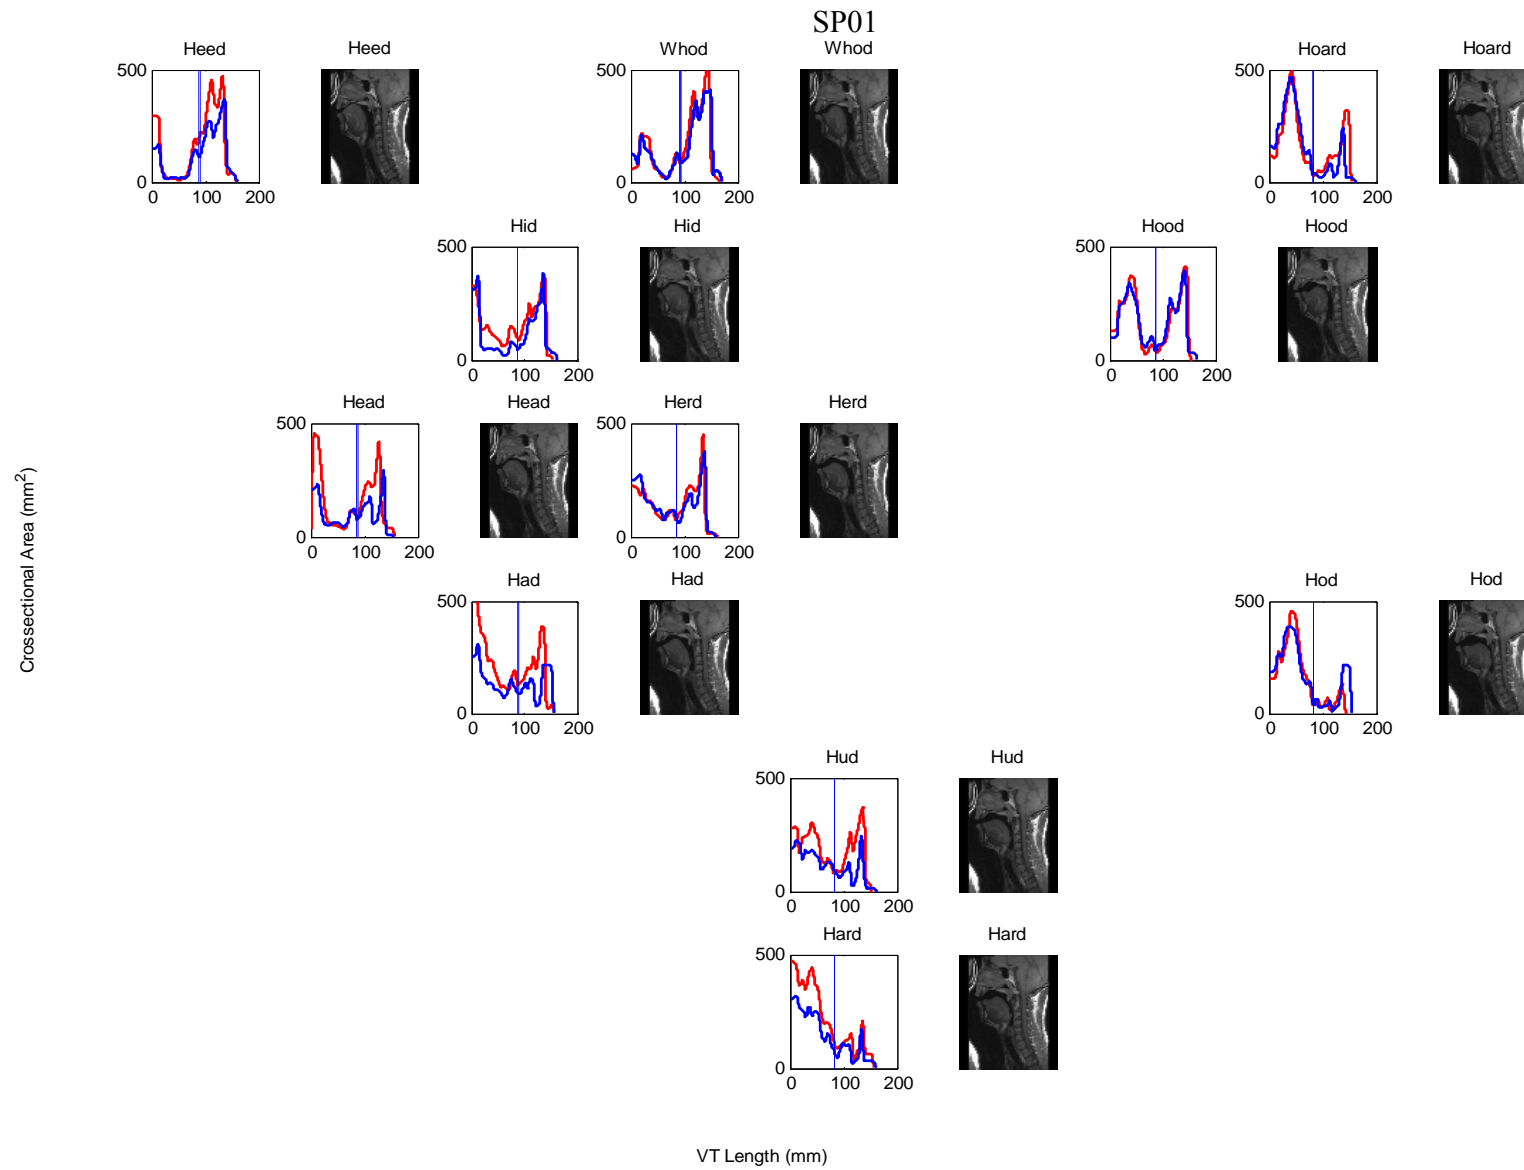 SP01
Heed Heed Whod Whod Hoard Hoard
500 500 500
0 0 0
0 100 200 0 100 200 0 100 200
Hid Hid Hood Hood
500 500
0 0
0 100 200 0 100 200
Head Head Herd Herd
500 500
0 0
0 100 200 0 100 200
Crossectional Area (mm²)
Had Had Hod Hod
500 500
0 0
0 100 200 0 100 200
Hud Hud
500
0
0 100 200
Hard Hard
500
0
0 100 200
VT Length (mm)